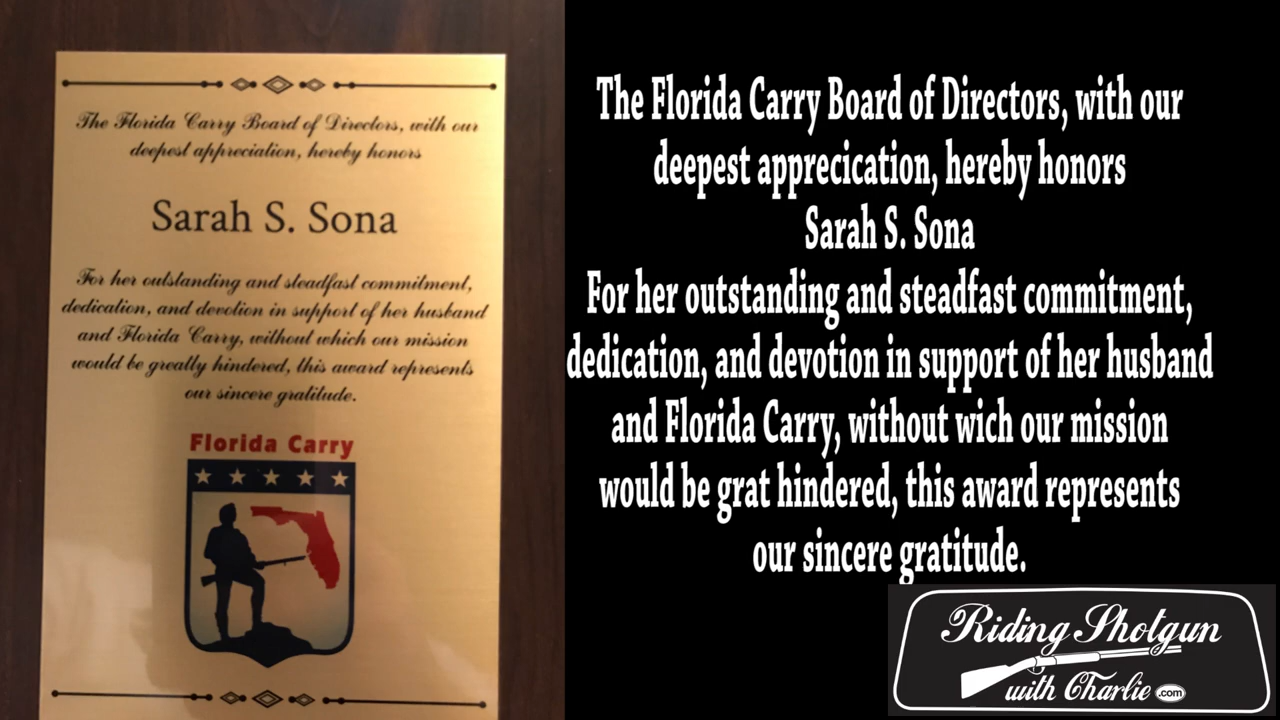 The Florida Carry Board of Directors, with our
deepest appreciation, hereby honors
Sarah S. Sona
For her outstanding and steadfast commitment,
dedication, and devotion in support of her husband
and Florida Carry, without which our mission
would be greatly hindered, this award represents
our sincere gratitude.
Florida Carry
The Florida Carry Board of Directors, with our
deepest apprecication, hereby honors
Sarah S. Sona
For her outstanding and steadfast commitment,
dedication, and devotion in support of her husband
and Florida Carry, without wich our mission
would be grat hindered, this award represents
our sincere gratitude.
Riding Shotgun
with Charlie .com